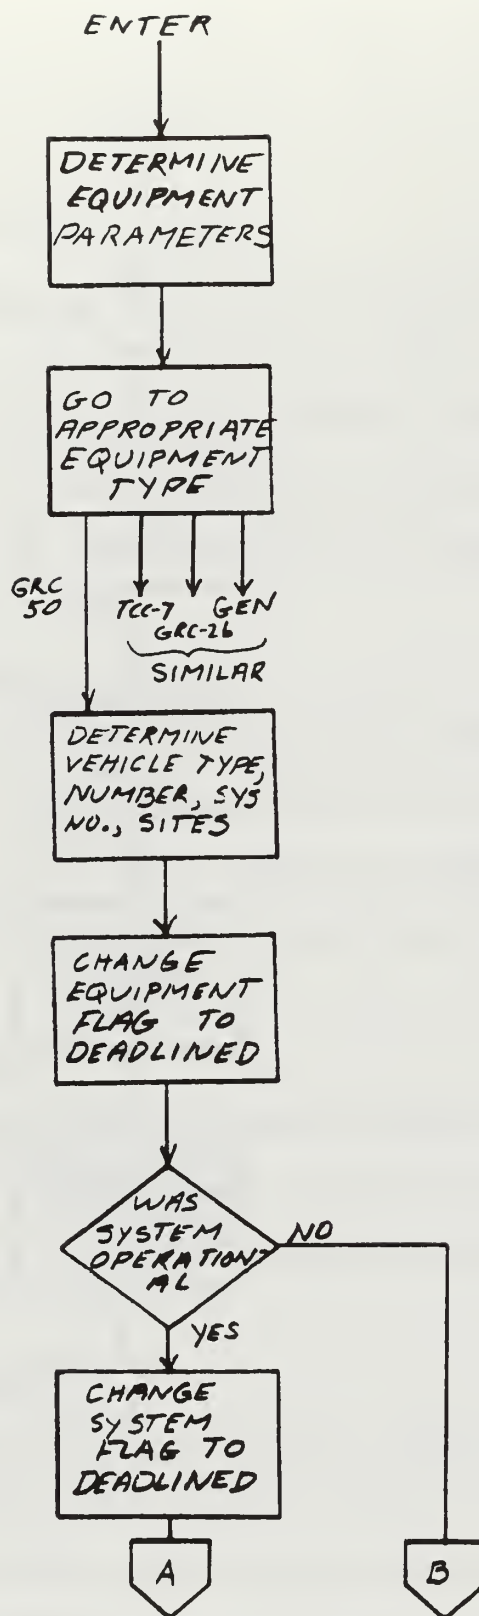 ENTER
DETERMINE
EQUIPMENT
PARAMETERS
GO TO
APPROPRIATE
EQUIPMENT
TYPE
GRC
50
TCC-7 GEN
GRC-26
SIMILAR
DETERMINE
VEHICLE TYPE,
NUMBER, SYS
NO., SITES
CHANGE
EQUIPMENT
FLAG TO
DEADLINED
WAS
SYSTEM
OPERATION-
AL
NO
YES
CHANGE
SYSTEM
FLAG TO
DEADLINED
A
B